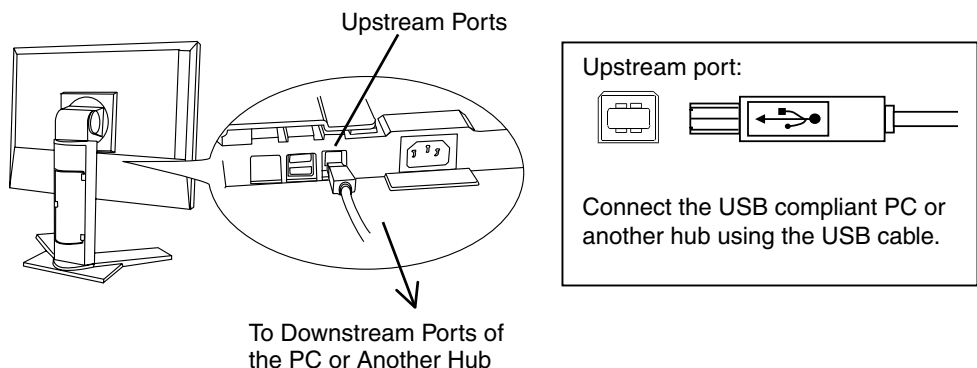 Upstream Ports
To Downstream Ports of
the PC or Another Hub
Upstream port:
Connect the USB compliant PC or
another hub using the USB cable.